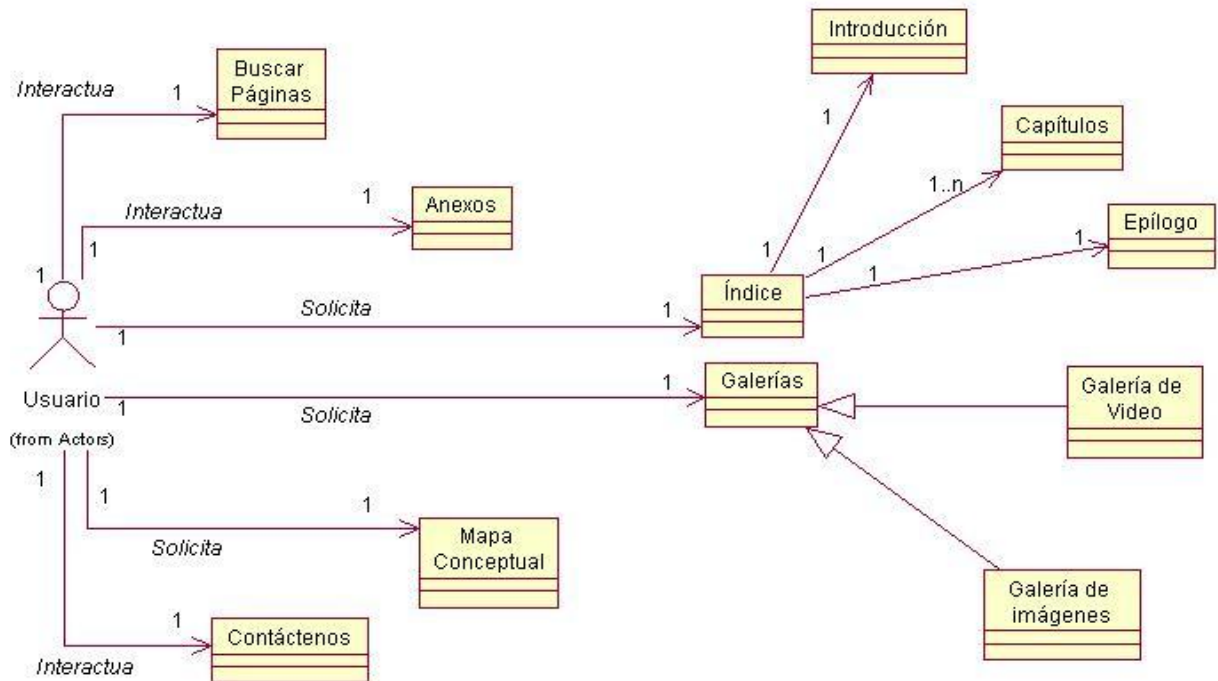 Introducción
Buscar
Páginas
Interactua
1
1
Capítulos
1..n
Anexos
1
Interactua
Epílogo
1
1
1
1
1
1
1
Índice
Solicita
1
1
Galerías
1
Galería de
Video
Usuario
1
Solicita
(from Actors)
1
1
1
Mapa
Conceptual
Solicita
Galería de
imágenes
1
Contáctenos
Interactua